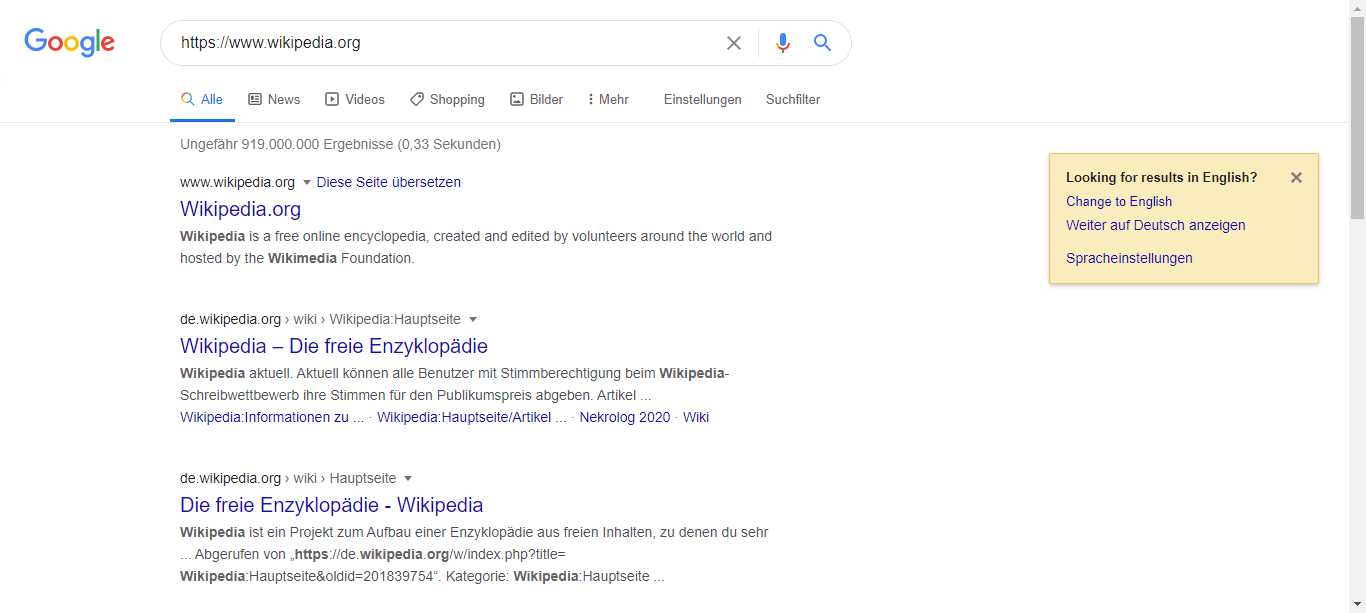 Google
https://www.wikipedia.org
Alle News Videos Shopping Bilder Mehr Einstellungen Suchfilter
Ungefähr 919.000.000 Ergebnisse (0,33 Sekunden)
www.wikipedia.org Diese Seite übersetzen
Wikipedia.org
Wikipedia is a free online encyclopedia, created and edited by volunteers around the world and
hosted by the Wikimedia Foundation.
de.wikipedia.org › wiki › Wikipedia:Hauptseite
Wikipedia – Die freie Enzyklopädie
Wikipedia aktuell. Aktuell können alle Benutzer mit Stimmberechtigung beim Wikipedia-
Schreibwettbewerb ihre Stimmen für den Publikumspreis abgeben. Artikel ...
Wikipedia:Informationen zu ... · Wikipedia:Hauptseite/Artikel ... · Nekrolog 2020 · Wiki
de.wikipedia.org › wiki › Hauptseite
Die freie Enzyklopädie - Wikipedia
Wikipedia ist ein Projekt zum Aufbau einer Enzyklopädie aus freien Inhalten, zu denen du sehr
... Abgerufen von „https://de.wikipedia.org/w/index.php?title=
Wikipedia:Hauptseite&oldid=201839754“. Kategorie: Wikipedia:Hauptseite ...
Looking for results in English?
Change to English
Weiter auf Deutsch anzeigen
Spracheinstellungen